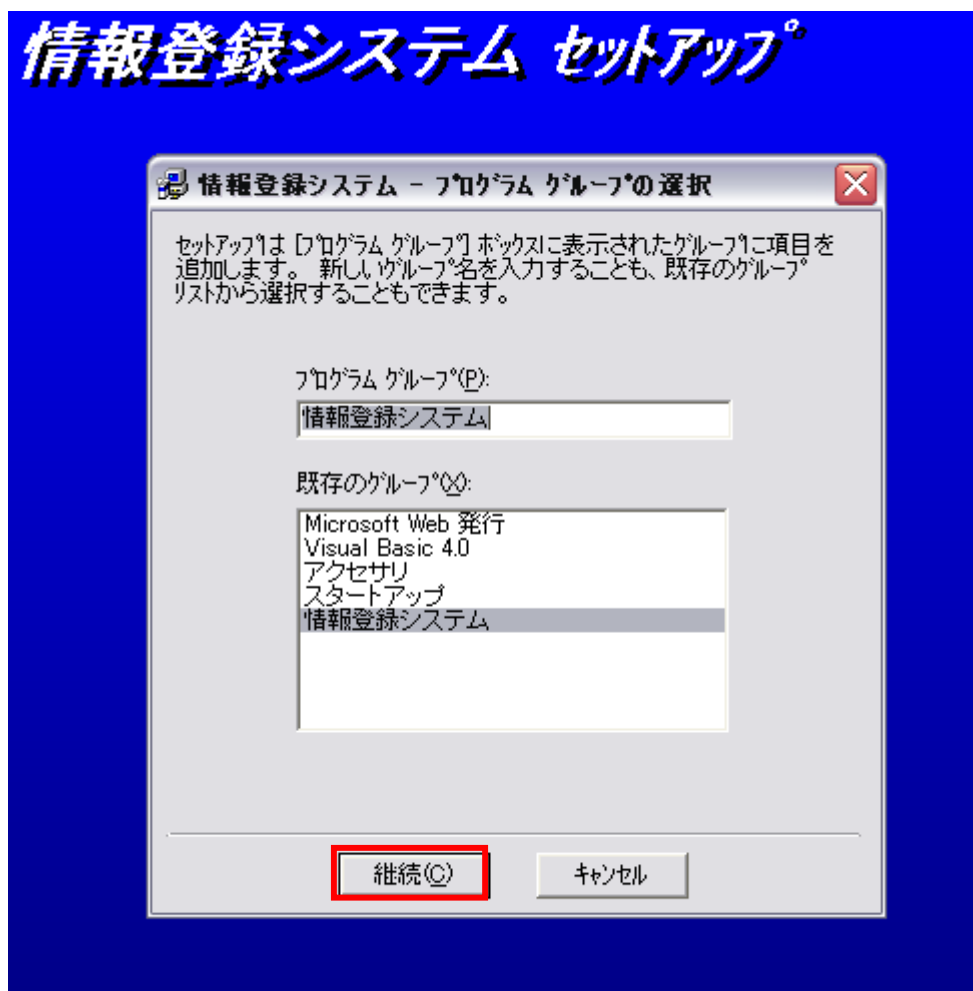 情報登録システム ｾｯﾄｱｯﾌﾟ
情報登録システム - ﾌﾟﾛｸﾞﾗﾑ ｸﾞﾙｰﾌﾟの選択
ｾｯﾄｱｯﾌﾟは [ﾌﾟﾛｸﾞﾗﾑ ｸﾞﾙｰﾌﾟ] ﾎﾞｯｸｽに表示されたｸﾞﾙｰﾌﾟに項目を
追加します。 新しいｸﾞﾙｰﾌﾟ名を入力することも、既存のｸﾞﾙｰﾌﾟ
ﾘｽﾄから選択することもできます。
ﾌﾟﾛｸﾞﾗﾑ ｸﾞﾙｰﾌﾟ(P):
情報登録システム
既存のｸﾞﾙｰﾌﾟ(X):
Microsoft Web 発行
Visual Basic 4.0
アクセサリ
スタートアップ
情報登録システム
継続(C)
ｷｬﾝｾﾙ